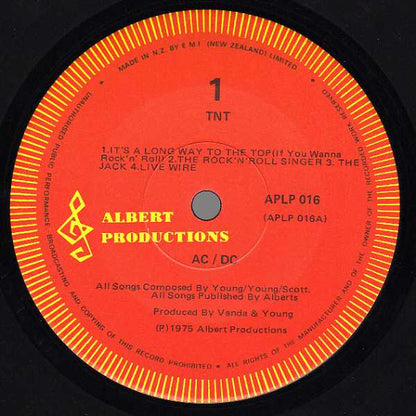 MADE IN N.Z. BY E M I (NEW ZEALAND) LIMITED
1
TNT
1.IT'S A LONG WAY TO THE TOP(If You Wanna
Rock'n' Roll) 2.THE ROCK'N'ROLL SINGER 3. THE
JACK 4.LIVE WIRE
APLP 016
(APLP 016A)
ALBERT
PRODUCTIONS
AC / DC
All Songs Composed By Young/Young/Scott.
All Songs Published By Alberts
Produced By Vanda & Young
(P.)1975 Albert Productions
UNAUTHORISED PUBLIC PERFORMANCE BROADCASTING AND COPYING OF THIS RECORD PROHIBITED • ALL RIGHTS OF THE MANUFACTURER AND OF THE OWNER OF THE RECORDED WORK RESERVED